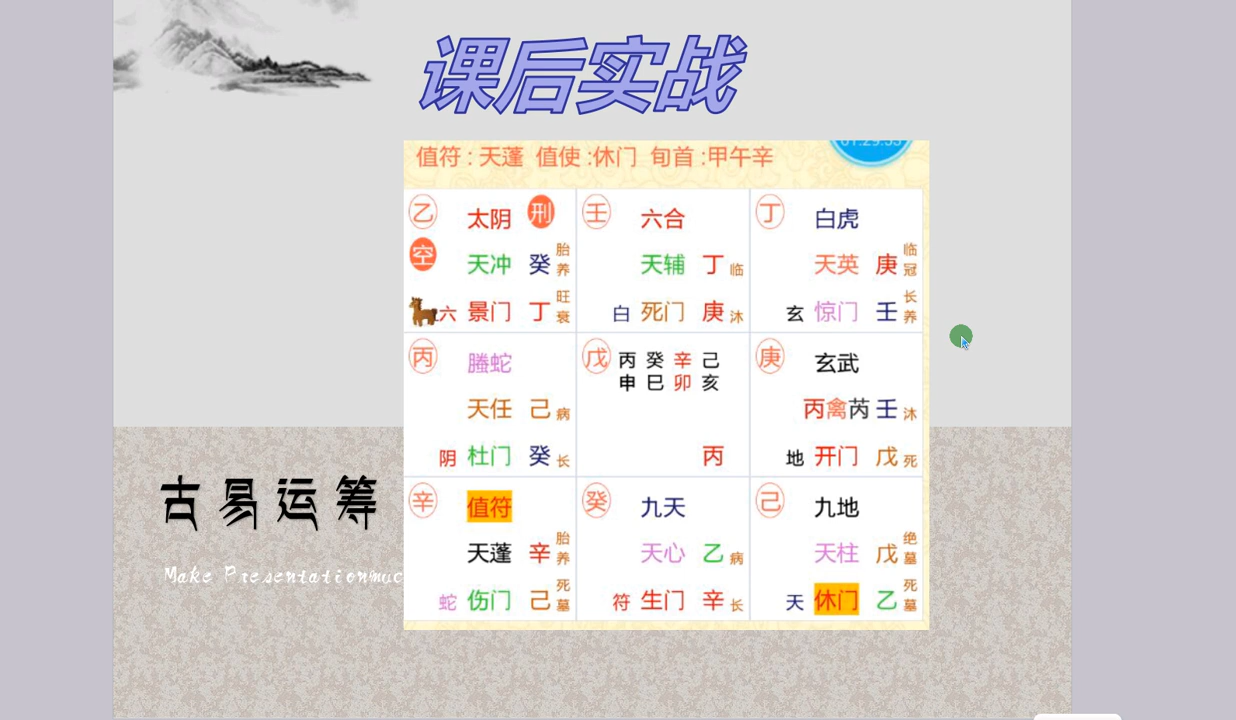 课后实战
值符 : 天蓬 值使 :休门 旬首 :甲午辛
乙 太阴 刑
空 天冲 癸 胎养
六 景门 丁 旺衰
壬 六合
天辅 丁 临
白 死门 庚 沐
丁 白虎
天英 庚 临冠
玄 惊门 壬 长养
丙 螣蛇
天任 己 病
阴 杜门 癸 长
戊 丙 癸 辛 己
申 巳 卯 亥
丙
庚 玄武
丙禽芮 壬 沐
地 开门 戊 死
辛 值符
天蓬 辛 胎养
蛇 伤门 己 死墓
癸 九天
天心 乙 病
符 生门 辛 长
己 九地
天柱 戊 绝墓
天 休门 乙 死墓
古易运筹
Make Presentation muc